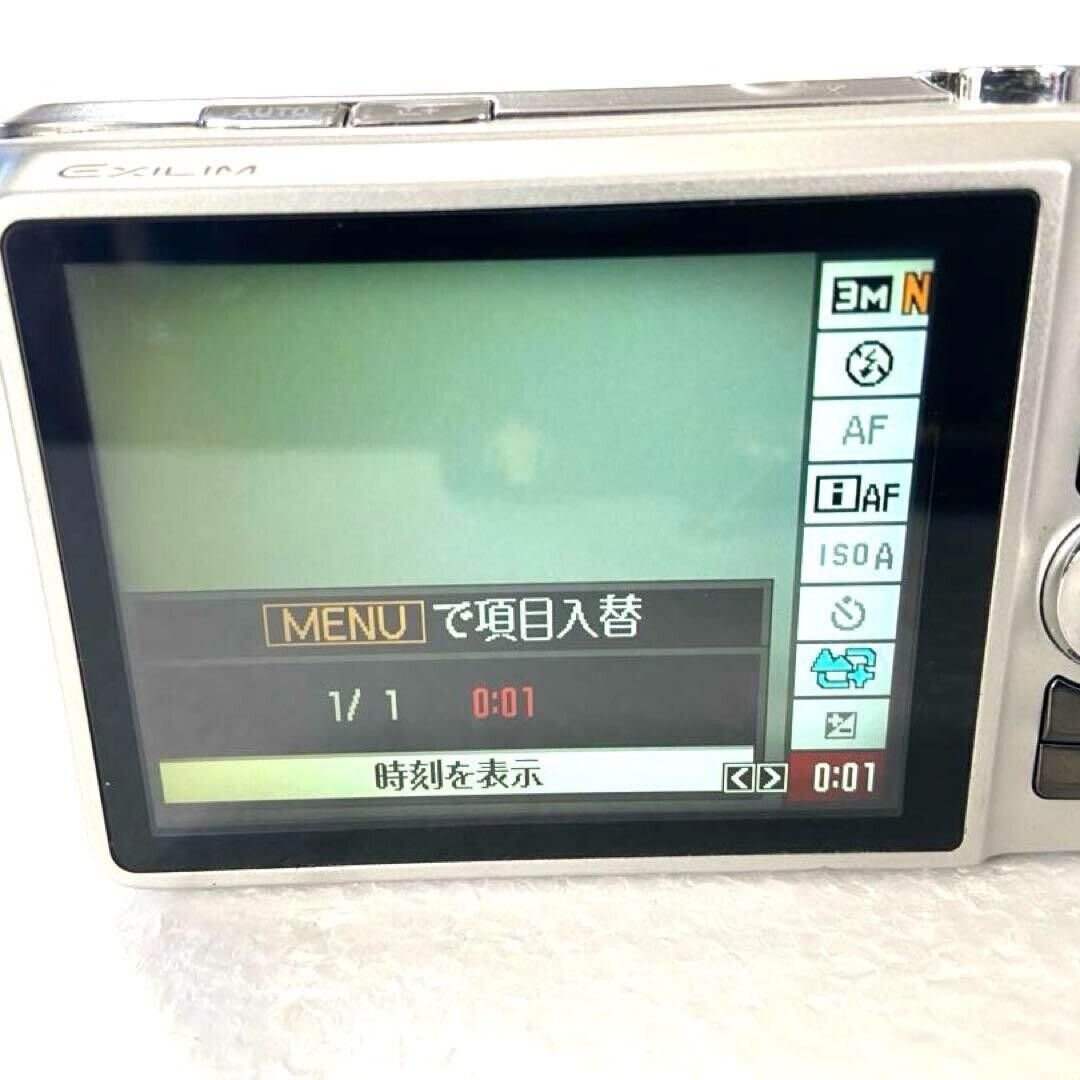 AUTO
EXILIM
3M N
AF
i AF
ISO A
MENU で項目入替
1/ 1 0:01
時刻を表示 < >
0:01